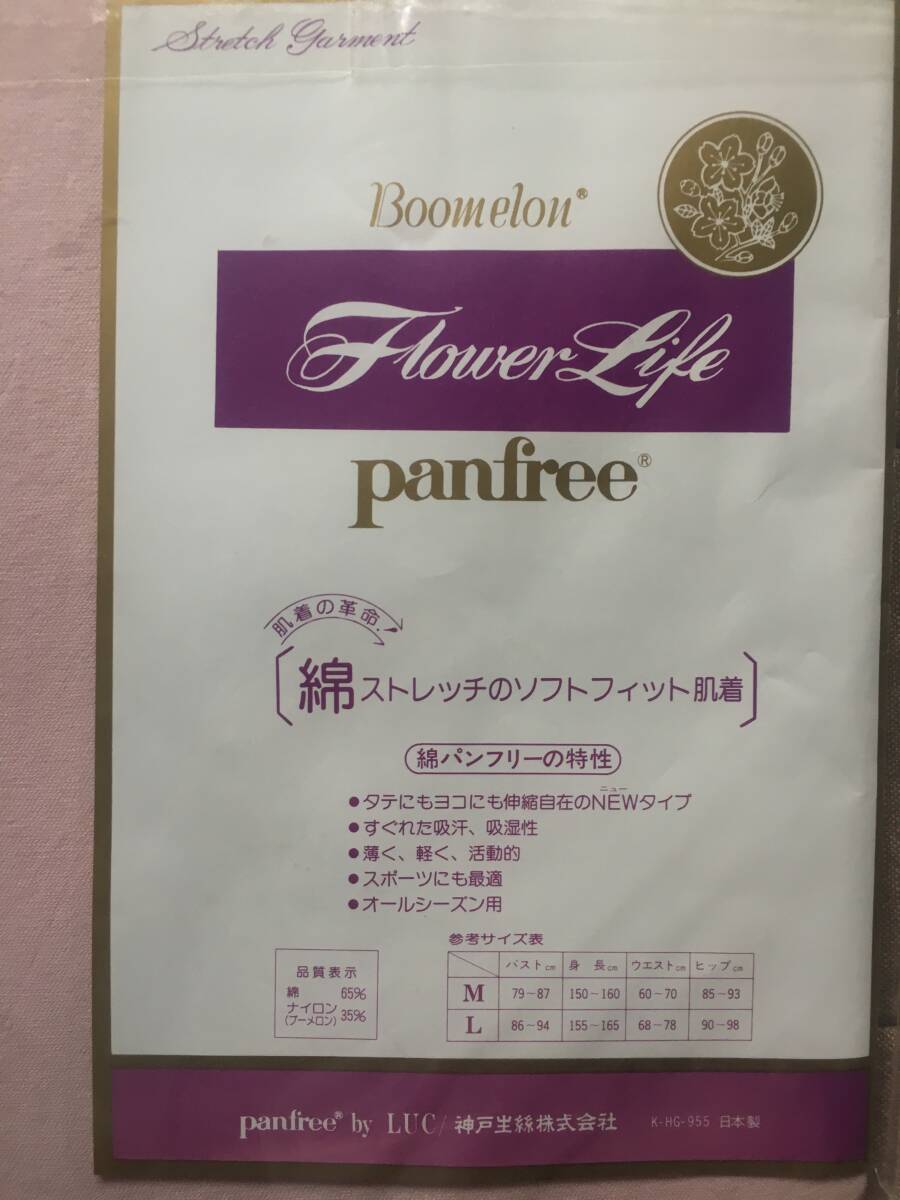 Stretch Garment
Boomelon®
Flower Life
panfree®
肌着の革命!
綿ストレッチのソフトフィット肌着
綿パンフリーの特性
●タテにもヨコにも伸縮自在のNEWタイプ
ニュー
●すぐれた吸汗、吸湿性
●薄く、軽く、活動的
●スポーツにも最適
●オールシーズン用
参考サイズ表
バストcm 身長cm ウエストcm ヒップcm
M 79〜87 150〜160 60〜70 85〜93
L 86〜94 155〜165 68〜78 90〜98
品質表示
綿 65%
ナイロン 35%
(ブーメロン)
panfree® by LUC/神戸生絲株式会社 K-HG-955 日本製